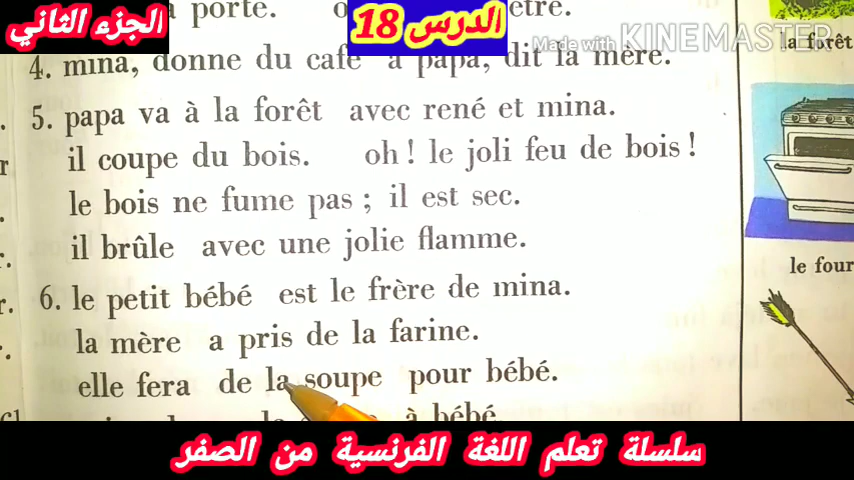 الجزء الثاني
الدرس 18
Made with KINEMASTER
porte.
4. mina, donne du café à papa, dit la mère.
la forêt
5. papa va à la forêt avec rené et mina.
il coupe du bois. oh ! le joli feu de bois !
le bois ne fume pas ; il est sec.
il brûle avec une jolie flamme.
le four
6. le petit bébé est le frère de mina.
la mère a pris de la farine.
elle fera de la soupe pour bébé.
à bébé.
سلسلة تعلم اللغة الفرنسية من الصفر